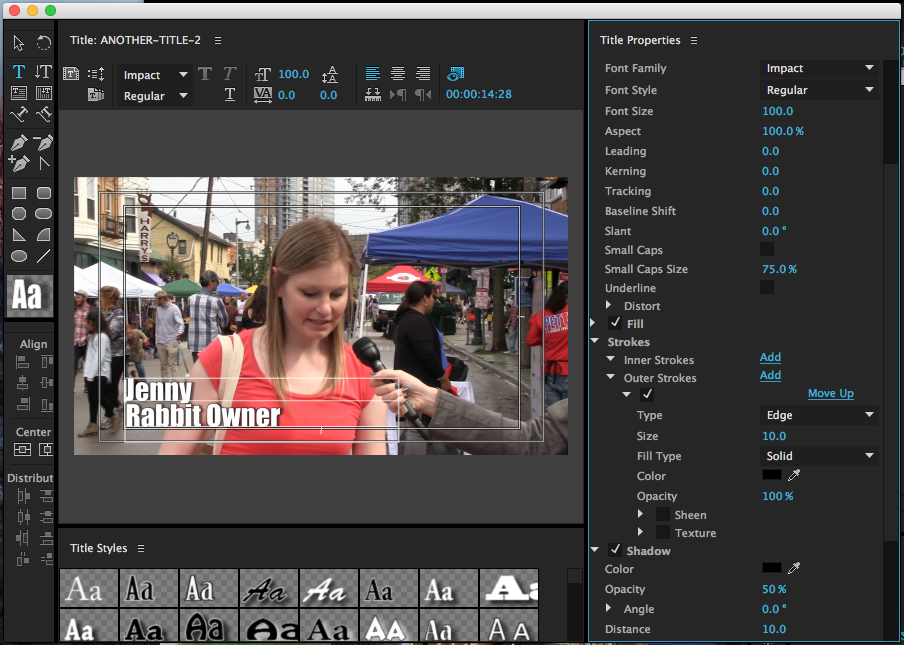 Title: ANOTHER-TITLE-2
Impact
Regular
T
T
T
100.0
0.0
0.0
00:00:14:28
Aa
Align
Center
Distribut
HARRYS
PETT
Jenny
Rabbit Owner
Title Styles
Aa Aa Aa Aa Aa Aa Aa Aa
Aa Aa Aa Aa Aa AA Aa AA
Title Properties
Font Family Impact
Font Style Regular
Font Size 100.0
Aspect 100.0 %
Leading 0.0
Kerning 0.0
Tracking 0.0
Baseline Shift 0.0
Slant 0.0 °
Small Caps
Small Caps Size 75.0 %
Underline
Distort
Fill
Strokes
Inner Strokes Add
Outer Strokes Add
Move Up
Type Edge
Size 10.0
Fill Type Solid
Color
Opacity 100 %
Sheen
Texture
Shadow
Color
Opacity 50 %
Angle 0.0 °
Distance 10.0